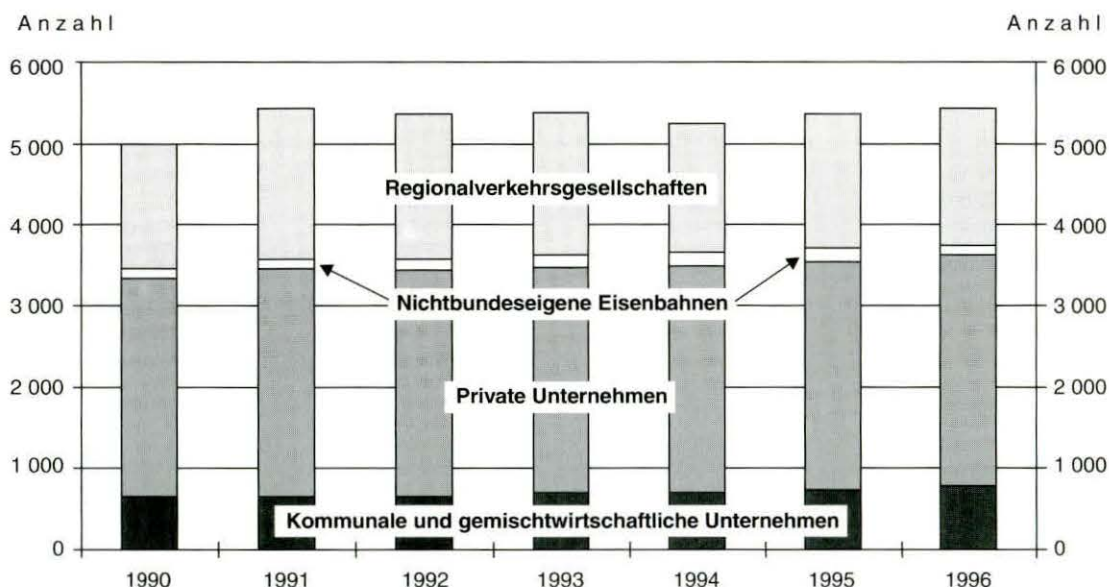 Anzahl Anzahl
6 000 6 000
5 000 5 000
Regionalverkehrsgesellschaften
4 000 4 000
Nichtbundeseigene Eisenbahnen
3 000 3 000
2 000 2 000
Private Unternehmen
1 000 1 000
Kommunale und gemischtwirtschaftliche Unternehmen
0 0
1990 1991 1992 1993 1994 1995 1996